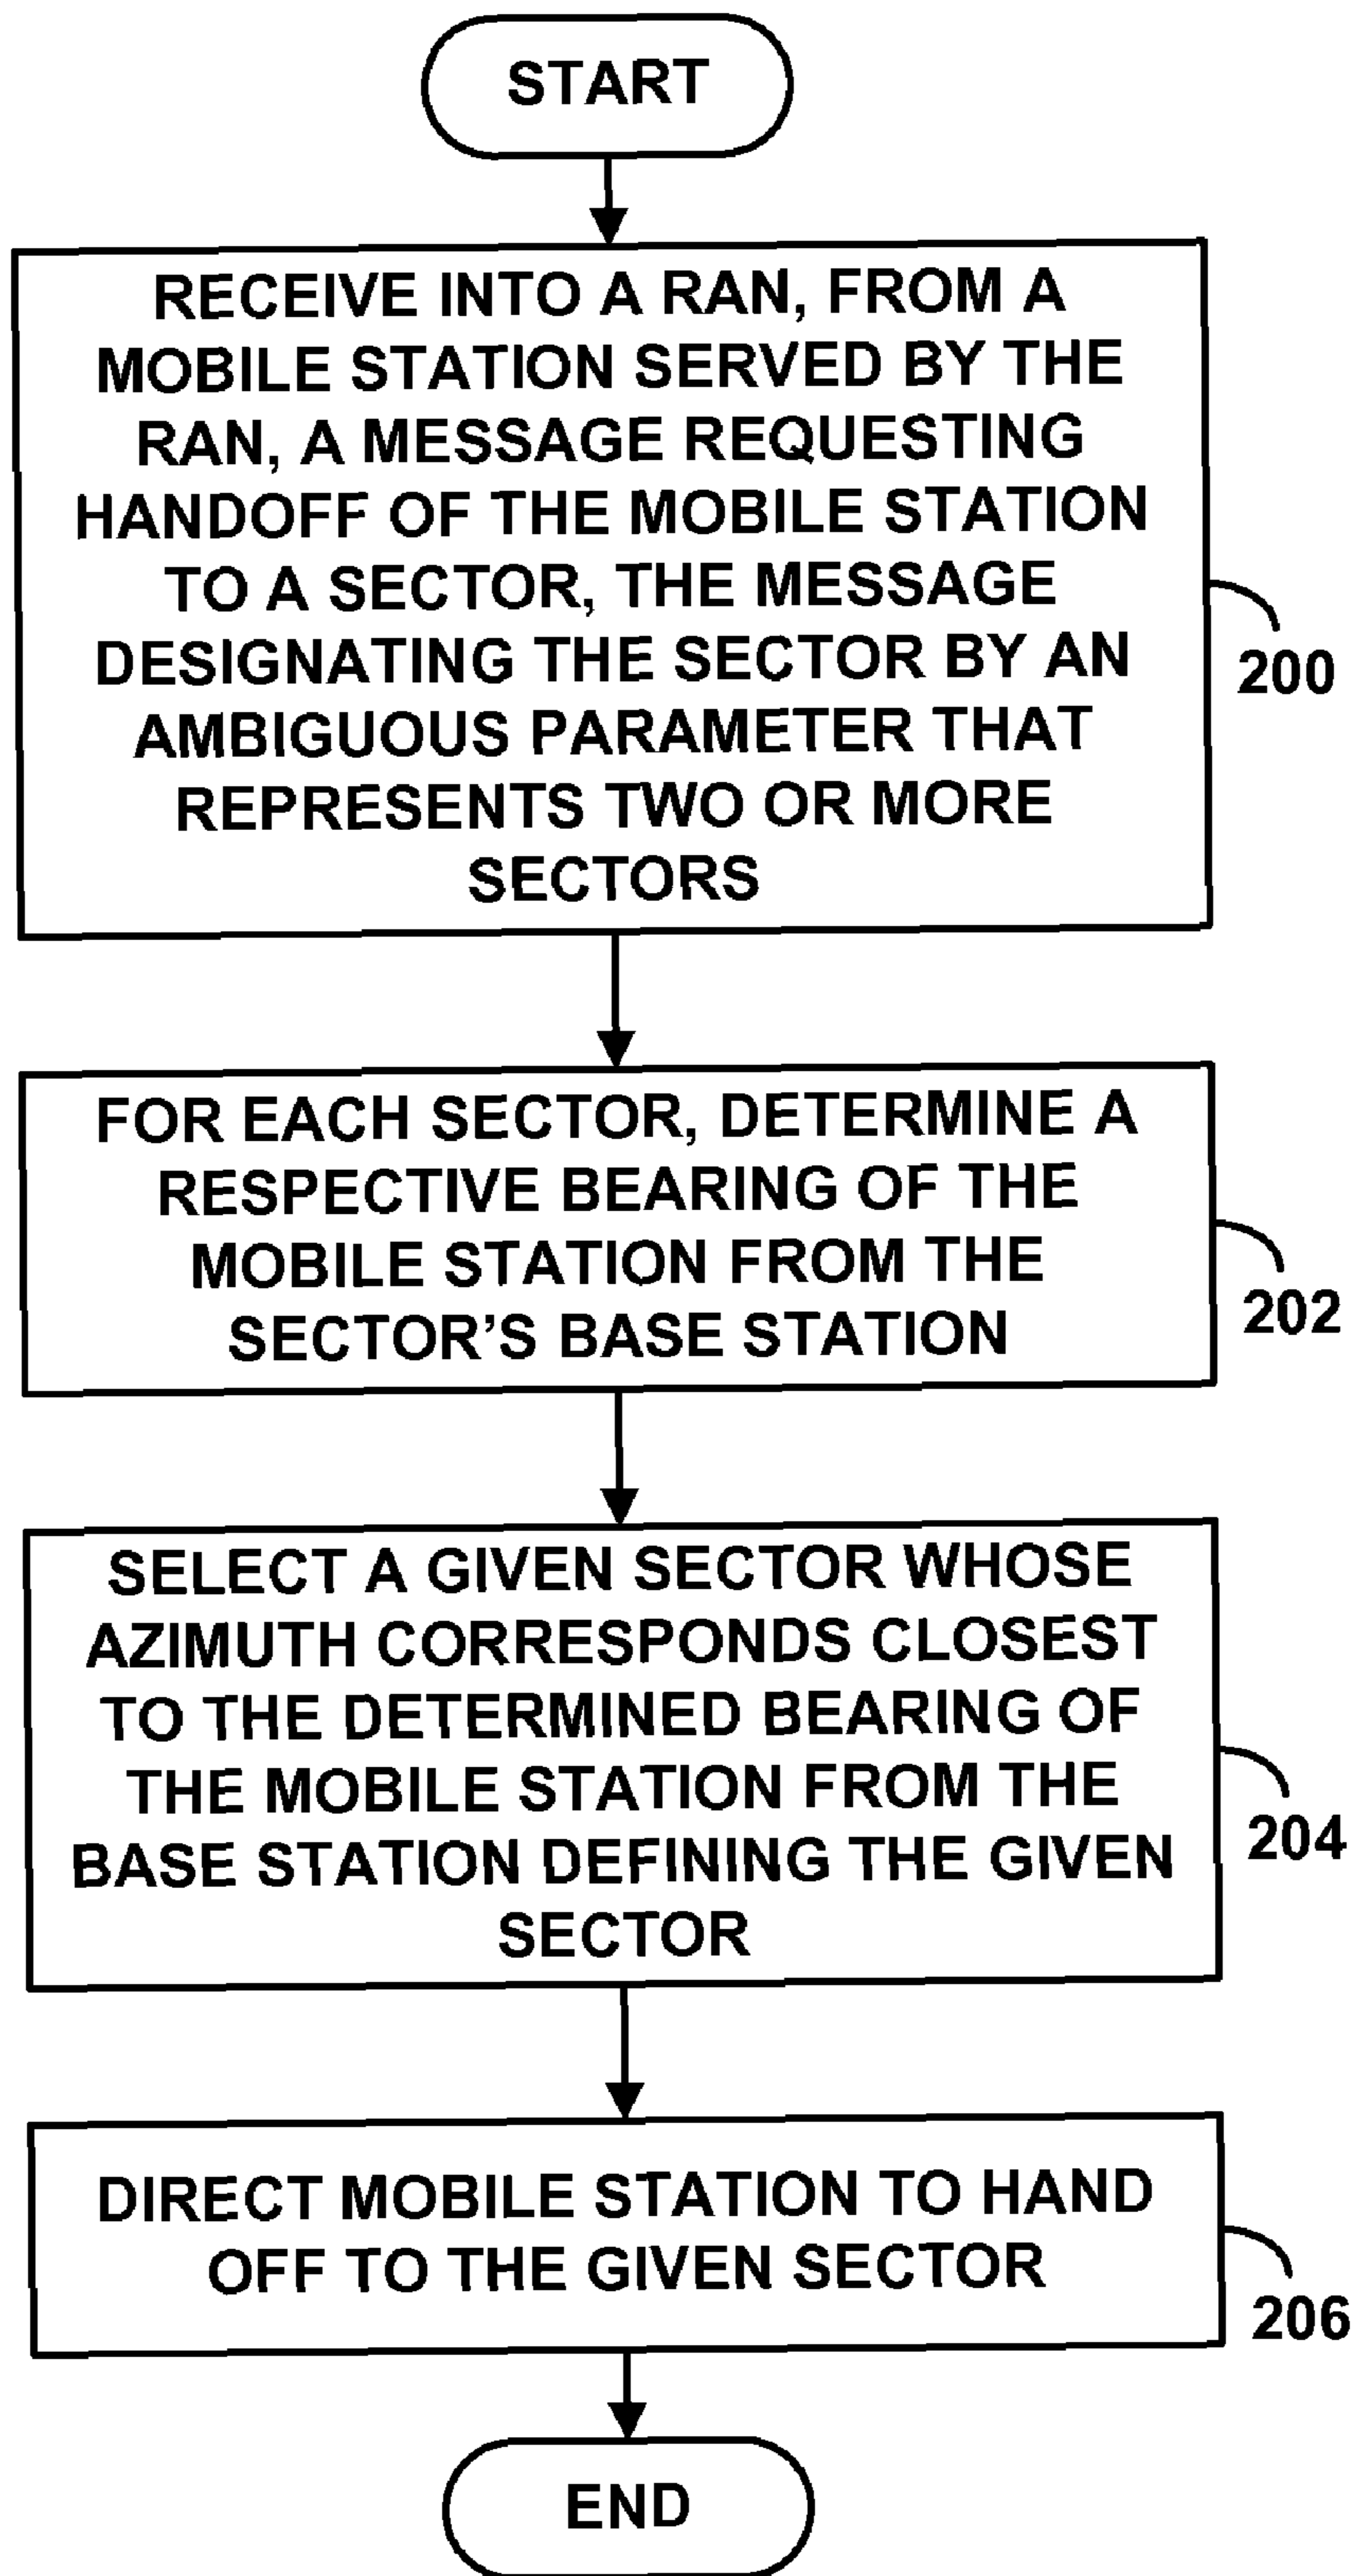 START
RECEIVE INTO A RAN, FROM A
MOBILE STATION SERVED BY THE
RAN, A MESSAGE REQUESTING
HANDOFF OF THE MOBILE STATION
TO A SECTOR, THE MESSAGE
DESIGNATING THE SECTOR BY AN
AMBIGUOUS PARAMETER THAT
REPRESENTS TWO OR MORE
SECTORS
200
FOR EACH SECTOR, DETERMINE A
RESPECTIVE BEARING OF THE
MOBILE STATION FROM THE
SECTOR'S BASE STATION
202
SELECT A GIVEN SECTOR WHOSE
AZIMUTH CORRESPONDS CLOSEST
TO THE DETERMINED BEARING OF
THE MOBILE STATION FROM THE
BASE STATION DEFINING THE GIVEN
SECTOR
204
DIRECT MOBILE STATION TO HAND
OFF TO THE GIVEN SECTOR
206
END